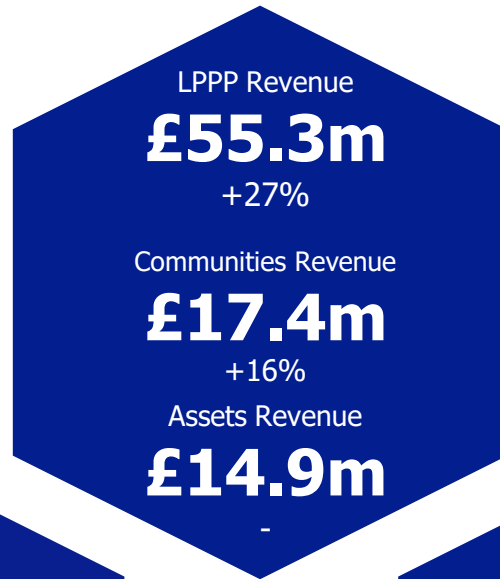 LPPP Revenue
£55.3m
+27%
Communities Revenue
£17.4m
+16%
Assets Revenue
£14.9m
-